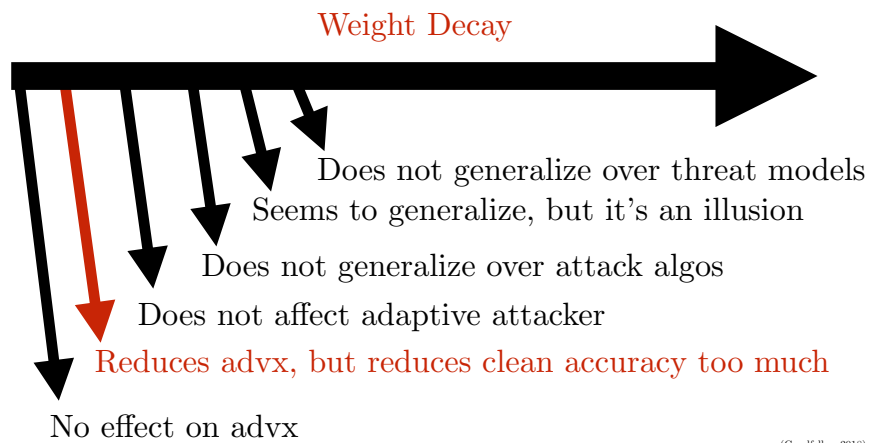 Weight Decay
Does not generalize over threat models
Seems to generalize, but it's an illusion
Does not generalize over attack algos
Does not affect adaptive attacker
Reduces advx, but reduces clean accuracy too much
No effect on advx